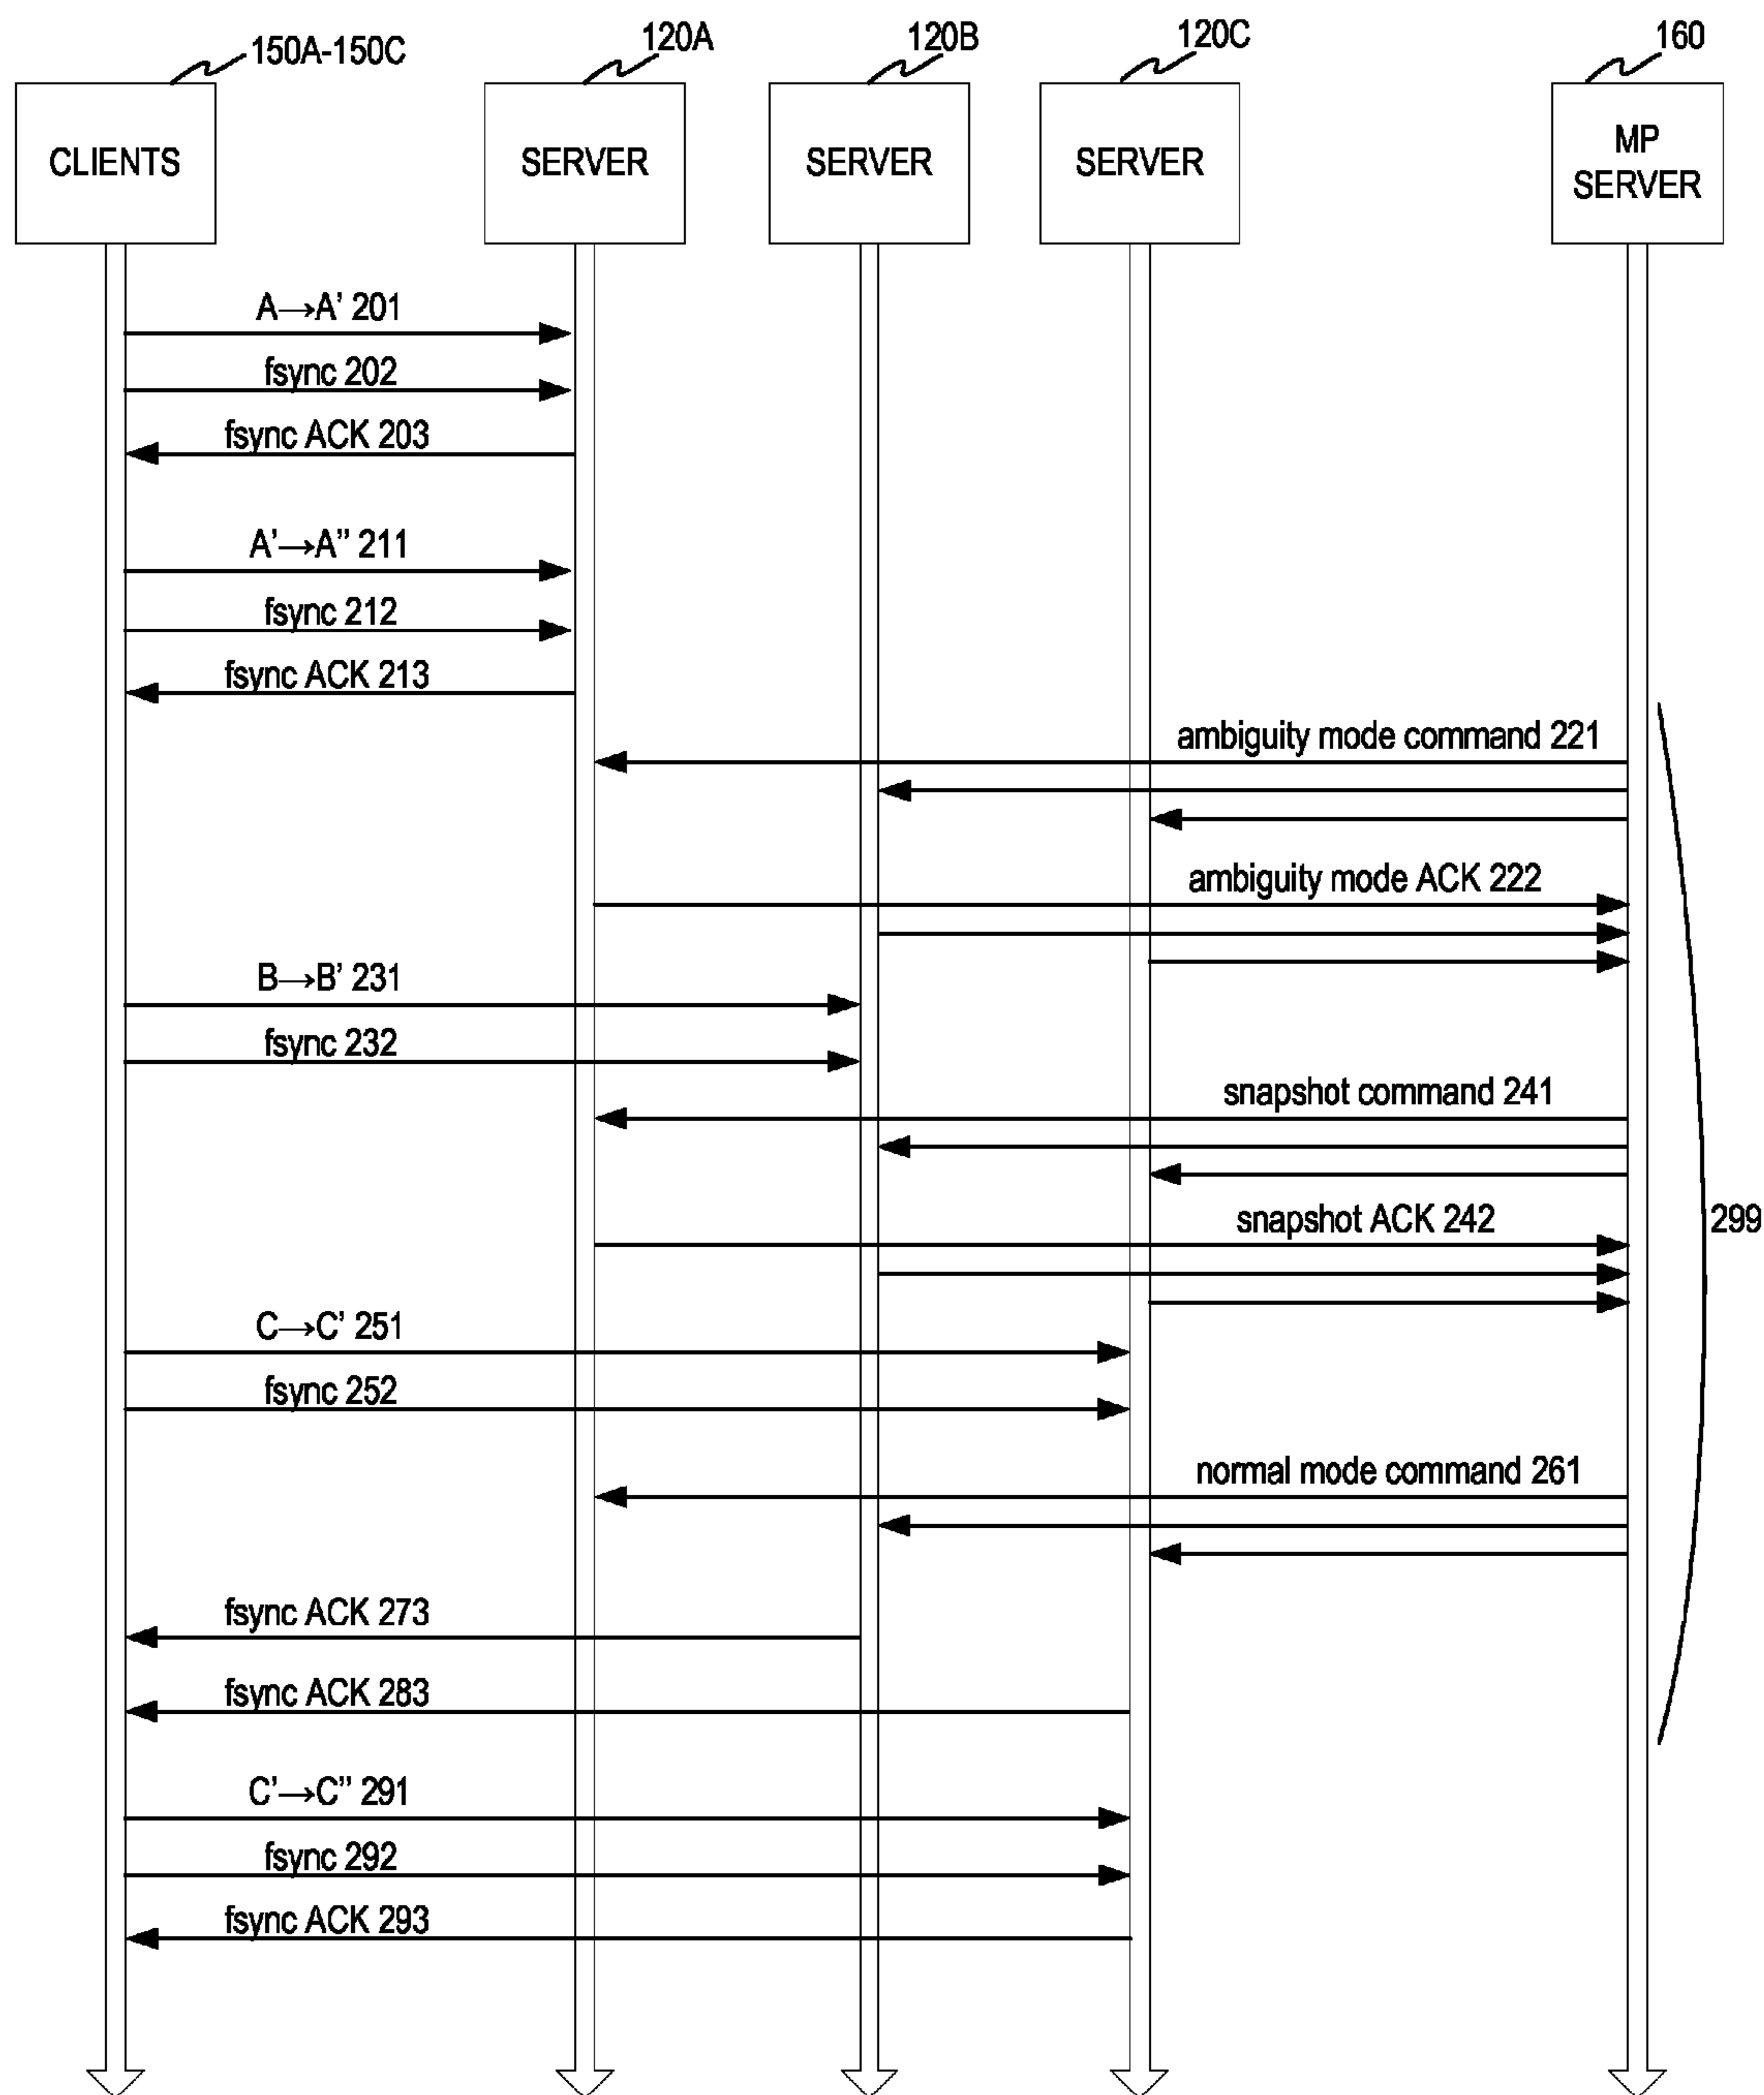 150A-150C
120A
120B
120C
160
CLIENTS
SERVER
SERVER
SERVER
MP
SERVER
A→A' 201
fsync 202
fsync ACK 203
A'→A'' 211
fsync 212
fsync ACK 213
ambiguity mode command 221
ambiguity mode ACK 222
B→B' 231
fsync 232
snapshot command 241
snapshot ACK 242
299
C→C' 251
fsync 252
normal mode command 261
fsync ACK 273
fsync ACK 283
C'→C'' 291
fsync 292
fsync ACK 293